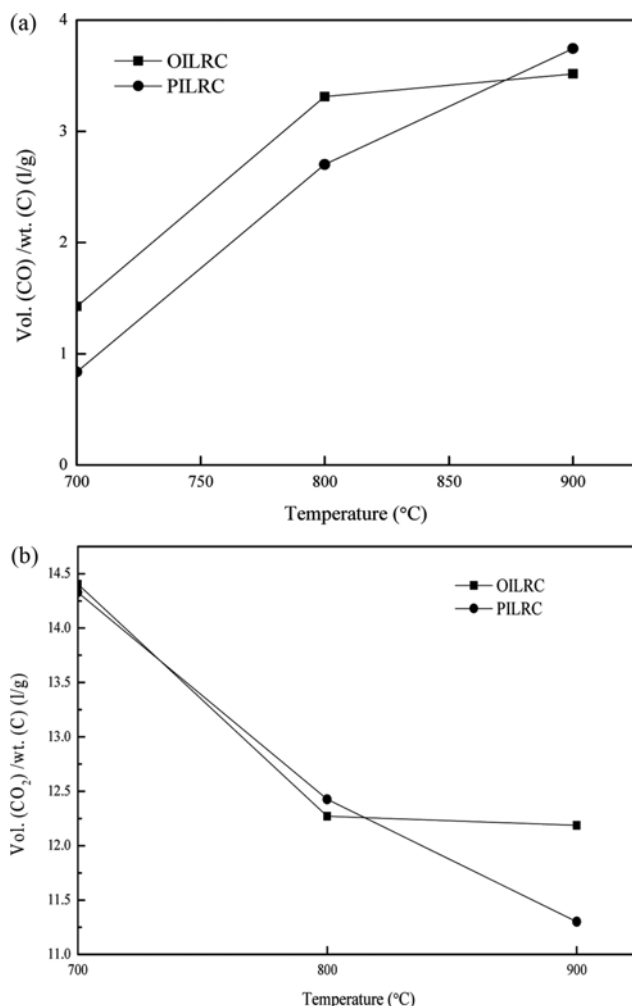 (a)
4
3
2
1
0
Vol. (CO) /wt. (C) (l/g)
OILRC
PILRC
700 750 800 850 900
Temperature (°C)
(b)
14.5
14.0
13.5
13.0
12.5
12.0
11.5
11.0
Vol. (CO₂) /wt. (C) (l/g)
OILRC
PILRC
700 800 900
Temperature (°C)